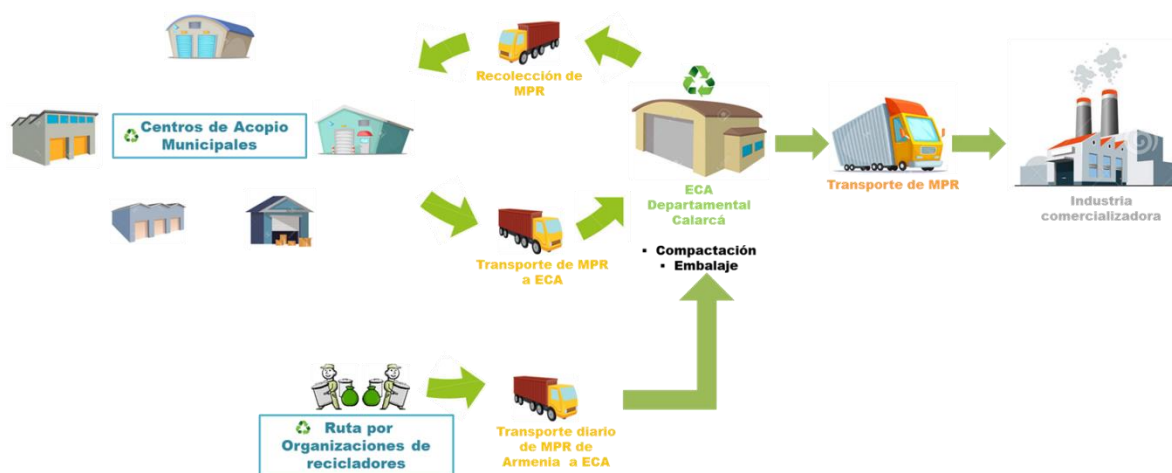 Recolección de
MPR
Centros de Acopio
Municipales
Transporte de MPR
a ECA
ECA
Departamental
Calarcá
▪ Compactación
▪ Embalaje
Transporte de MPR
Industria
comercializadora
Ruta por
Organizaciones de
recicladores
Transporte diario
de MPR de
Armenia a ECA